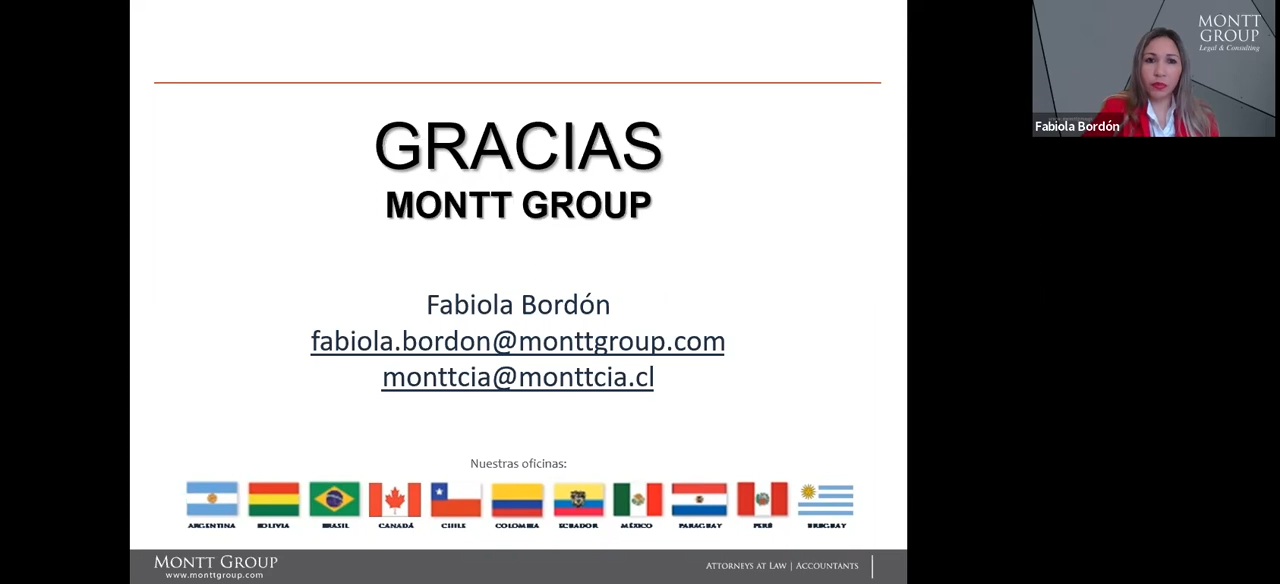 GRACIAS
MONTT GROUP
Fabiola Bordón
fabiola.bordon@monttgroup.com
monttcia@monttcia.cl
Nuestras oficinas:
ARGENTINA BOLIVIA BRASIL CANADÁ CHILE COLOMBIA ECUADOR MÉXICO PARAGUAY PERÚ URUGUAY
MONTT GROUP
www.monttgroup.com
ATTORNEYS AT LAW | ACCOUNTANTS
MONTT
GROUP
Legal & Consulting
Fabiola Bordón